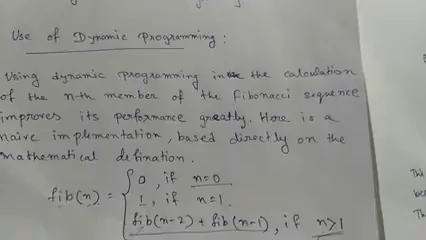 Use of Dynamic Programming:
Using dynamic programming in the calculation
of the n-th member of the Fibonacci sequence
improves its performance greatly. Here is a
naive implmentation, based directly on the
mathematical defination.
fib(n) = { 0, if n=0
1, if n=1.
fib(n-2) + fib(n-1), if n>1